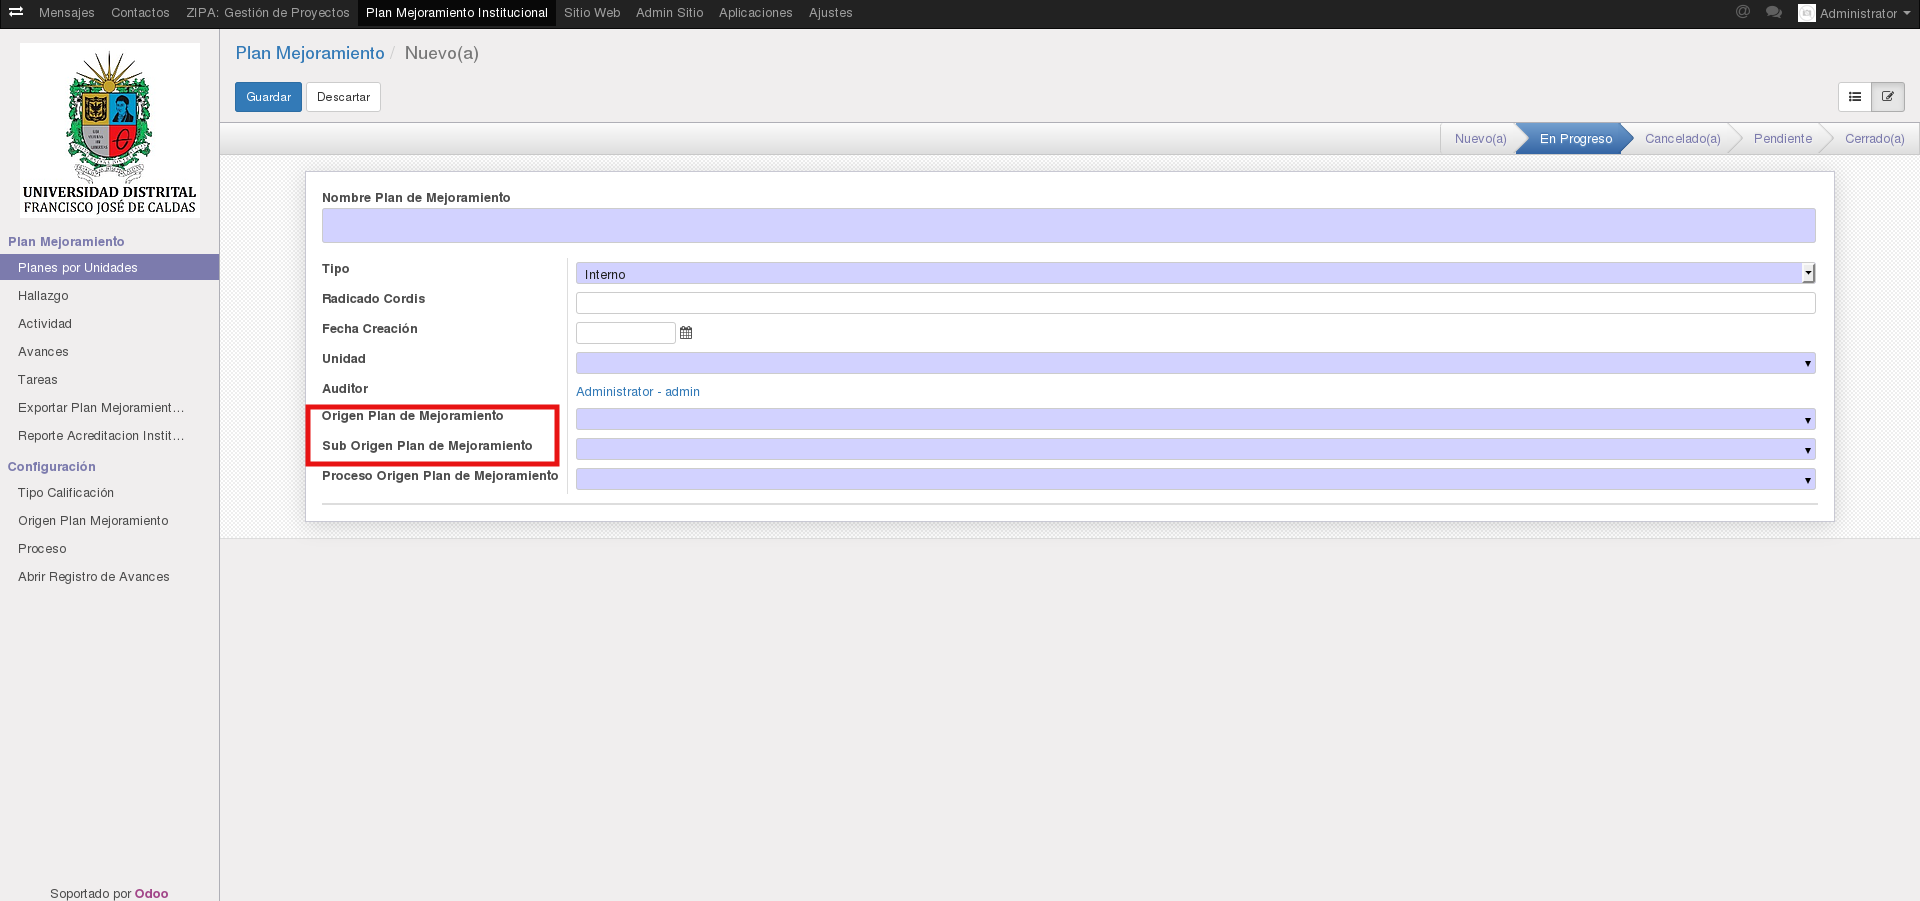 Mensajes Contactos ZIPA: Gestión de Proyectos Plan Mejoramiento Institucional Sitio Web Admin Sitio Aplicaciones Ajustes @ Administrator
UNIVERSIDAD DISTRITAL
FRANCISCO JOSÉ DE CALDAS
Plan Mejoramiento
Planes por Unidades
Hallazgo
Actividad
Avances
Tareas
Exportar Plan Mejoramient...
Reporte Acreditacion Instit...
Configuración
Tipo Calificación
Origen Plan Mejoramiento
Proceso
Abrir Registro de Avances
Soportado por Odoo
Plan Mejoramiento / Nuevo(a)
Guardar Descartar
Nuevo(a) En Progreso Cancelado(a) Pendiente Cerrado(a)
Nombre Plan de Mejoramiento
Tipo Interno
Radicado Cordis
Fecha Creación
Unidad
Auditor Administrator - admin
Origen Plan de Mejoramiento
Sub Origen Plan de Mejoramiento
Proceso Origen Plan de Mejoramiento